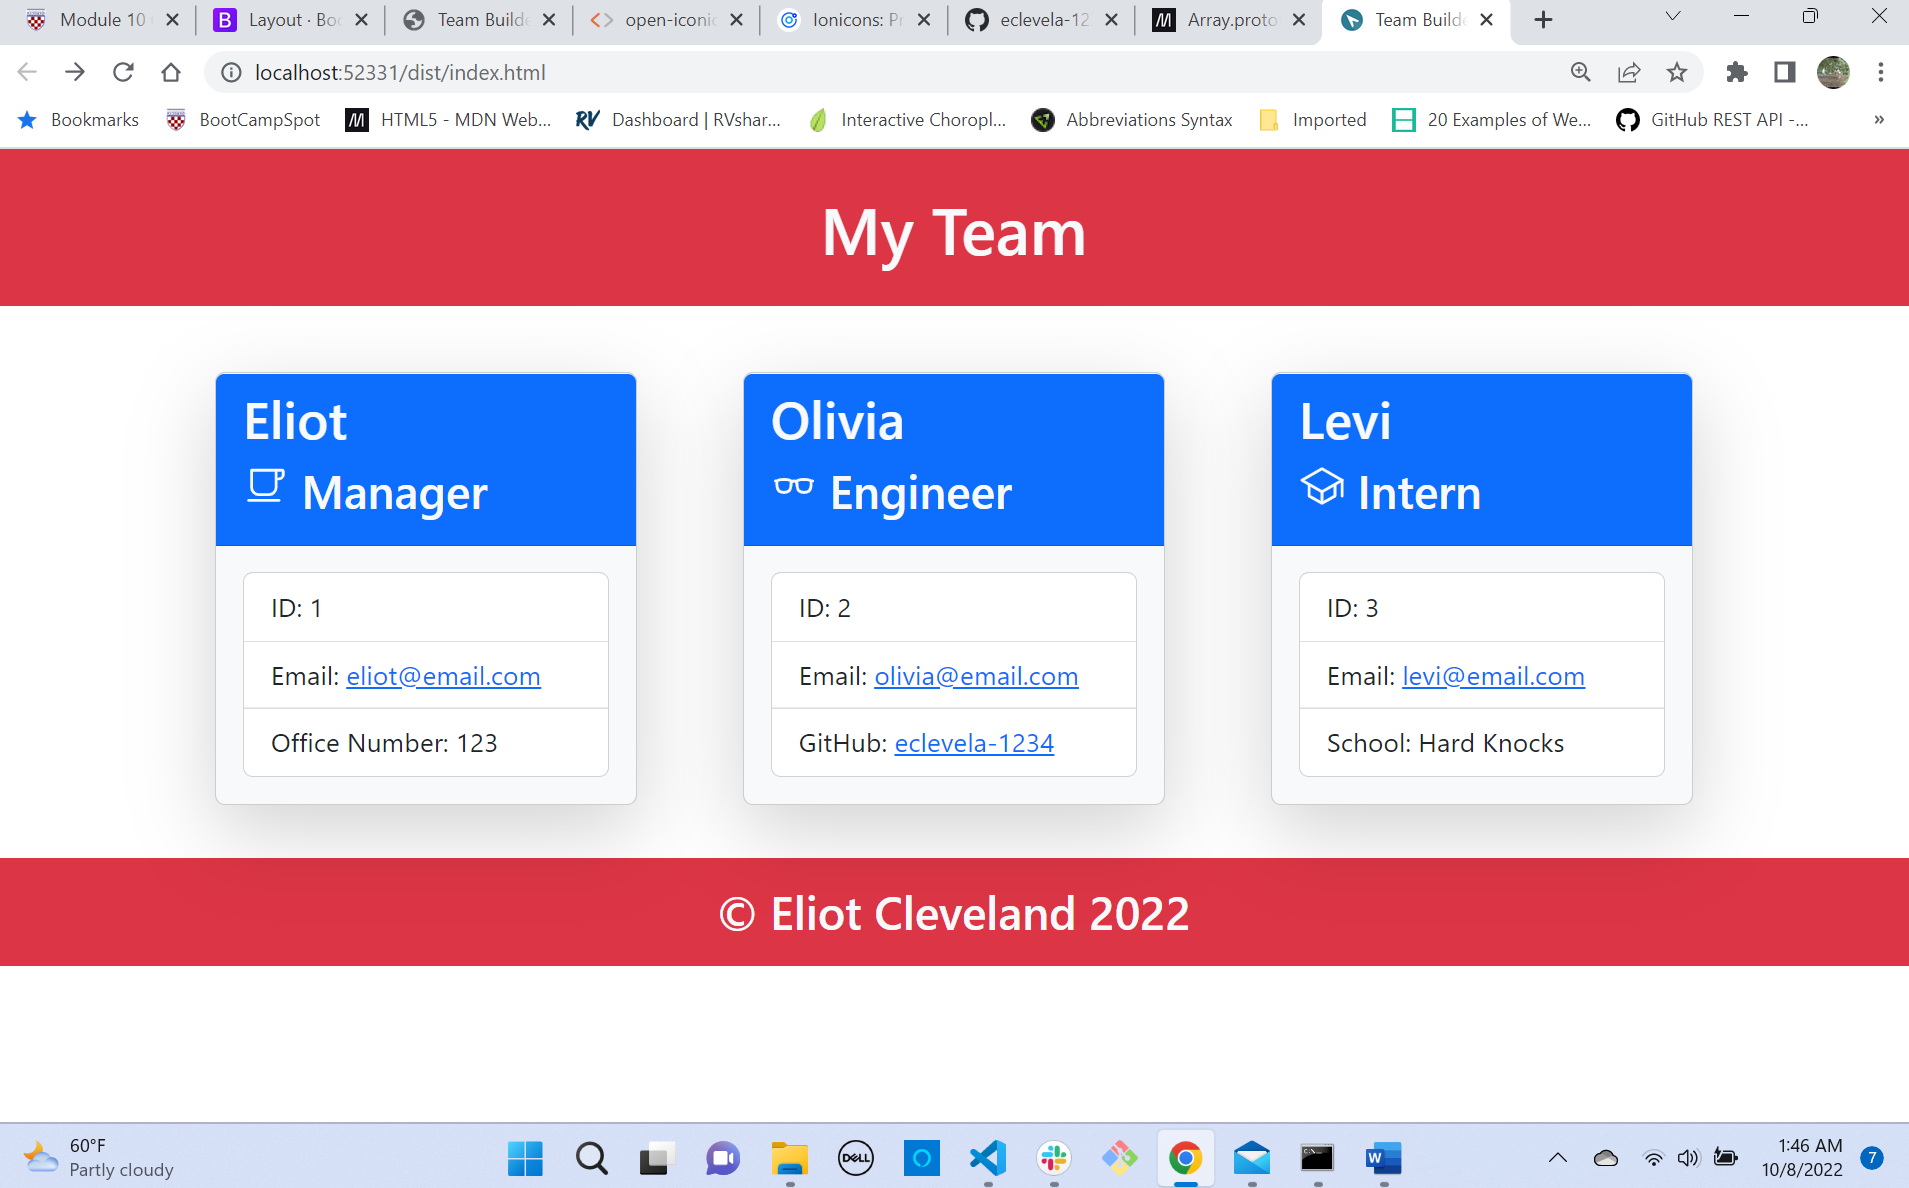 Module 10
Layout · Boo
Team Builde
open-iconic
Ionicons: Pr
eclevela-12
Array.proto
Team Builde
localhost:52331/dist/index.html
Bookmarks
BootCampSpot
HTML5 - MDN Web...
Dashboard | RVshar...
Interactive Choropl...
Abbreviations Syntax
Imported
20 Examples of We...
GitHub REST API -...
»
My Team
Eliot
Manager
ID: 1
Email: eliot@email.com
Office Number: 123
Olivia
Engineer
ID: 2
Email: olivia@email.com
GitHub: eclevela-1234
Levi
Intern
ID: 3
Email: levi@email.com
School: Hard Knocks
© Eliot Cleveland 2022
60°F
Partly cloudy
DELL
1:46 AM
10/8/2022
7